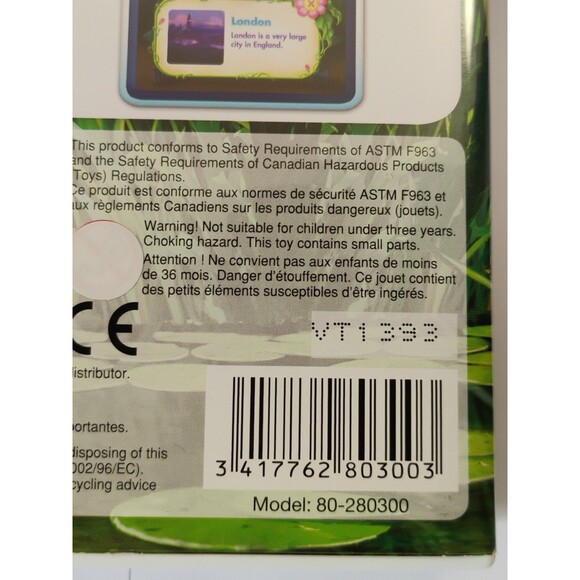 London
London is a very large
city in England.
This product conforms to Safety Requirements of ASTM F963
and the Safety Requirements of Canadian Hazardous Products
(Toys) Regulations.
Ce produit est conforme aux normes de sécurité ASTM F963 et
aux règlements Canadiens sur les produits dangereux (jouets).
Warning! Not suitable for children under three years.
Choking hazard. This toy contains small parts.
Attention ! Ne convient pas aux enfants de moins
de 36 mois. Danger d'étouffement. Ce jouet contient
des petits éléments susceptibles d'être ingérés.
CE
VT1393
distributor.
portantes.
disposing of this
002/96/EC).
cycling advice
3 417762 803003
Model: 80-280300